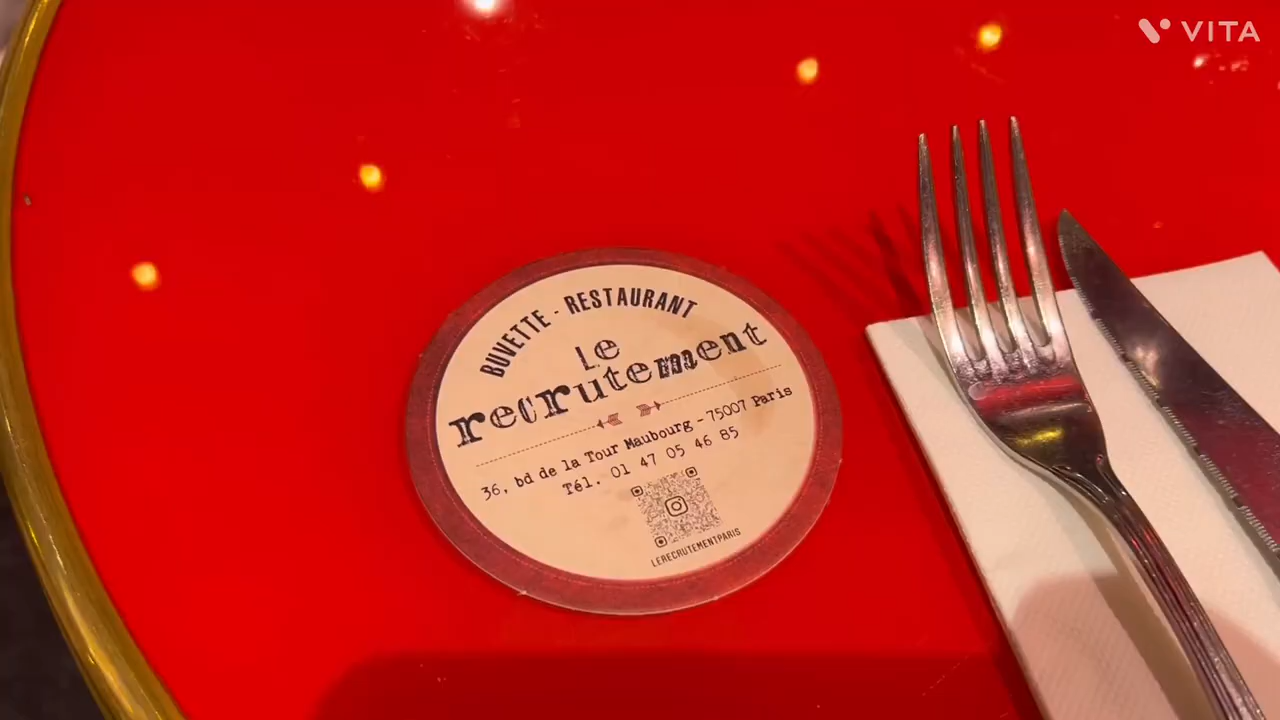 VITA
BUVETTE - RESTAURANT
Le
recrutement
36, bd de la Tour Maubourg - 75007 Paris
Tél. 01 47 05 46 85
LERECRUTEMENTPARIS